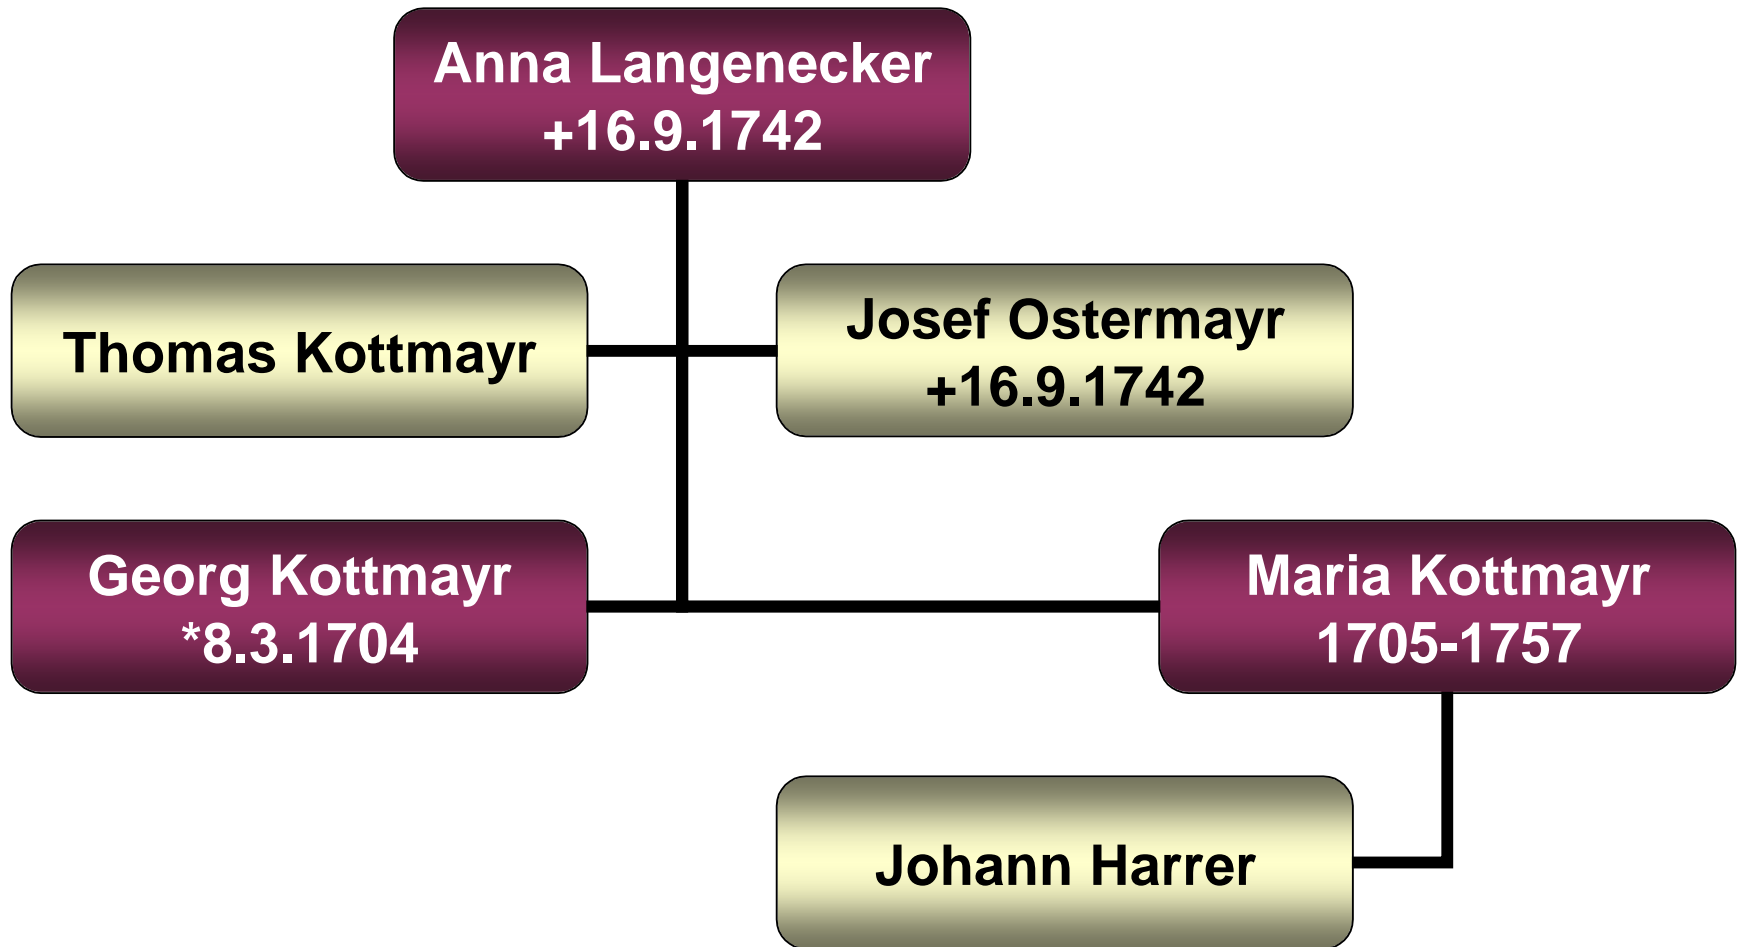 Anna Langenecker
+16.9.1742
Thomas Kottmayr
Josef Ostermayr
+16.9.1742
Georg Kottmayr
*8.3.1704
Maria Kottmayr
1705-1757
Johann Harrer